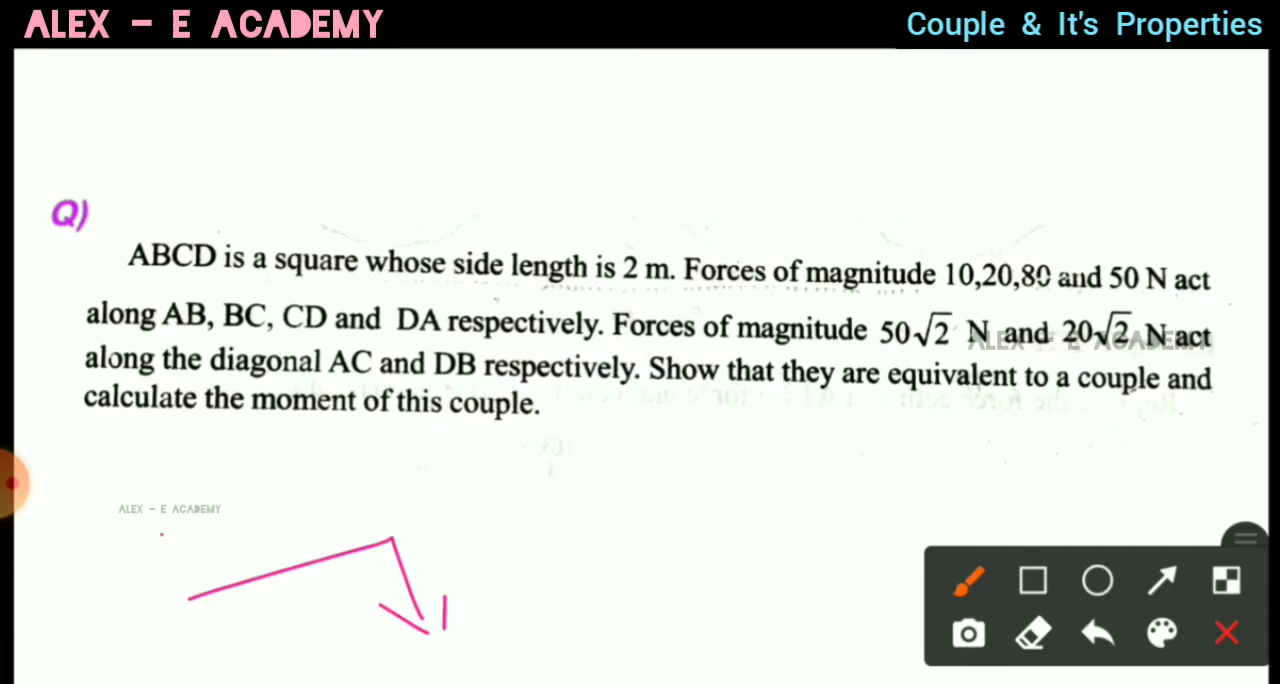 ALEX - E ACADEMY
Couple & It's Properties
Q)
ABCD is a square whose side length is 2 m. Forces of magnitude 10,20,80 and 50 N act
along AB, BC, CD and DA respectively. Forces of magnitude 50√2 N and 20√2 N act
ALEX - E ACADEMY
along the diagonal AC and DB respectively. Show that they are equivalent to a couple and
calculate the moment of this couple.
ALEX - E ACADEMY